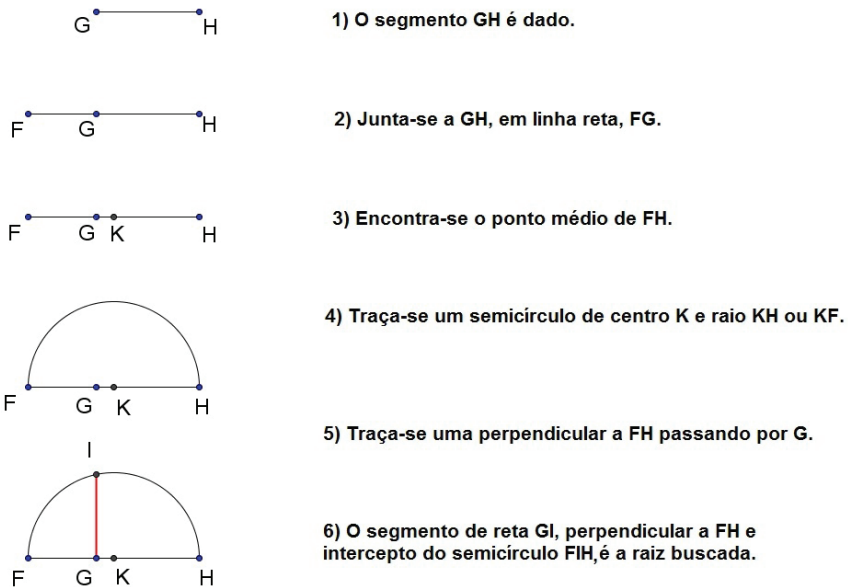 G H
1) O segmento GH é dado.
F G H
2) Junta-se a GH, em linha reta, FG.
F G K H
3) Encontra-se o ponto médio de FH.
4) Traça-se um semicírculo de centro K e raio KH ou KF.
F G K H
5) Traça-se uma perpendicular a FH passando por G.
I
6) O segmento de reta GI, perpendicular a FH e
intercepto do semicírculo FIH,é a raiz buscada.
F G K H